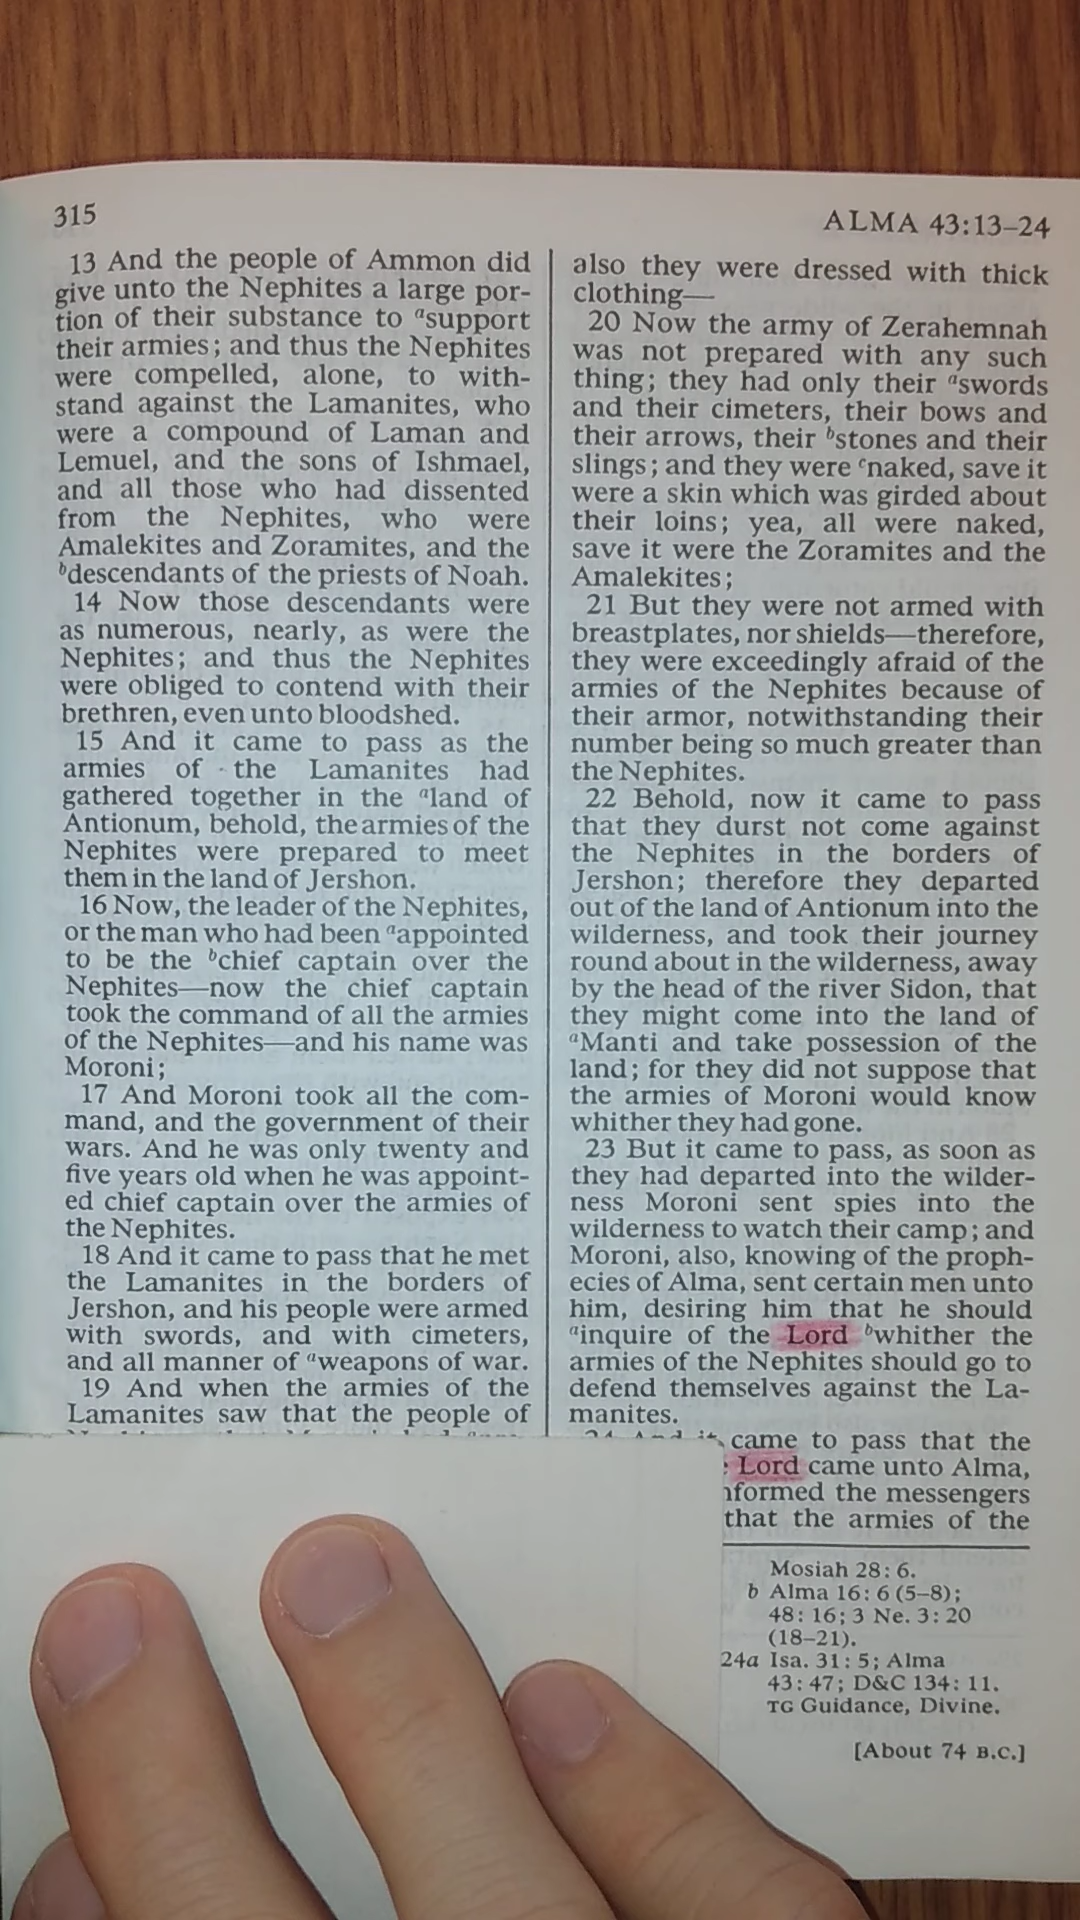 315
ALMA 43:13–24
13 And the people of Ammon did
give unto the Nephites a large por-
tion of their substance to ᵃsupport
their armies; and thus the Nephites
were compelled, alone, to with-
stand against the Lamanites, who
were a compound of Laman and
Lemuel, and the sons of Ishmael,
and all those who had dissented
from the Nephites, who were
Amalekites and Zoramites, and the
ᵇdescendants of the priests of Noah.
14 Now those descendants were
as numerous, nearly, as were the
Nephites; and thus the Nephites
were obliged to contend with their
brethren, even unto bloodshed.
15 And it came to pass as the
armies of the Lamanites had
gathered together in the ᵃland of
Antionum, behold, the armies of the
Nephites were prepared to meet
them in the land of Jershon.
16 Now, the leader of the Nephites,
or the man who had been ᵃappointed
to be the ᵇchief captain over the
Nephites—now the chief captain
took the command of all the armies
of the Nephites—and his name was
Moroni;
17 And Moroni took all the com-
mand, and the government of their
wars. And he was only twenty and
five years old when he was appoint-
ed chief captain over the armies of
the Nephites.
18 And it came to pass that he met
the Lamanites in the borders of
Jershon, and his people were armed
with swords, and with cimeters,
and all manner of ᵃweapons of war.
19 And when the armies of the
Lamanites saw that the people of
also they were dressed with thick
clothing—
20 Now the army of Zerahemnah
was not prepared with any such
thing; they had only their ᵃswords
and their cimeters, their bows and
their arrows, their ᵇstones and their
slings; and they were ᶜnaked, save it
were a skin which was girded about
their loins; yea, all were naked,
save it were the Zoramites and the
Amalekites;
21 But they were not armed with
breastplates, nor shields—therefore,
they were exceedingly afraid of the
armies of the Nephites because of
their armor, notwithstanding their
number being so much greater than
the Nephites.
22 Behold, now it came to pass
that they durst not come against
the Nephites in the borders of
Jershon; therefore they departed
out of the land of Antionum into the
wilderness, and took their journey
round about in the wilderness, away
by the head of the river Sidon, that
they might come into the land of
ᵃManti and take possession of the
land; for they did not suppose that
the armies of Moroni would know
whither they had gone.
23 But it came to pass, as soon as
they had departed into the wilder-
ness Moroni sent spies into the
wilderness to watch their camp; and
Moroni, also, knowing of the proph-
ecies of Alma, sent certain men unto
him, desiring him that he should
ᵃinquire of the Lord ᵇwhither the
armies of the Nephites should go to
defend themselves against the La-
manites.
came to pass that the
Lord came unto Alma,
the messengers
that the armies of the
Mosiah 28: 6.
b Alma 16: 6 (5–8);
48: 16; 3 Ne. 3: 20
(18–21).
24a Isa. 31: 5; Alma
43: 47; D&C 134: 11.
TG Guidance, Divine.
[About 74 B.C.]